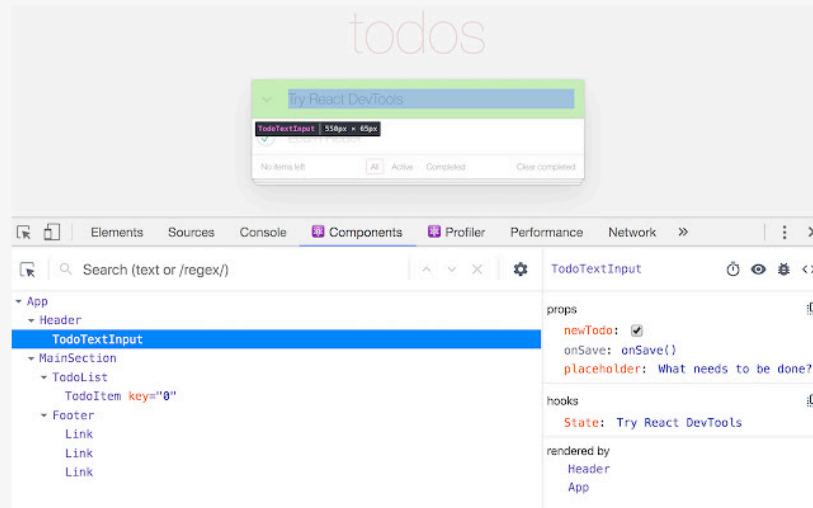 todos
Try React DevTools
TodoTextInput | 550px × 65px
No items left All Active Completed Clear completed
Elements Sources Console Components Profiler Performance Network »
Search (text or /regex/)
TodoTextInput
App
Header
TodoTextInput
MainSection
TodoList
TodoItem key="0"
Footer
Link
Link
Link
props
newTodo:
onSave: onSave()
placeholder: What needs to be done?
hooks
State: Try React DevTools
rendered by
Header
App